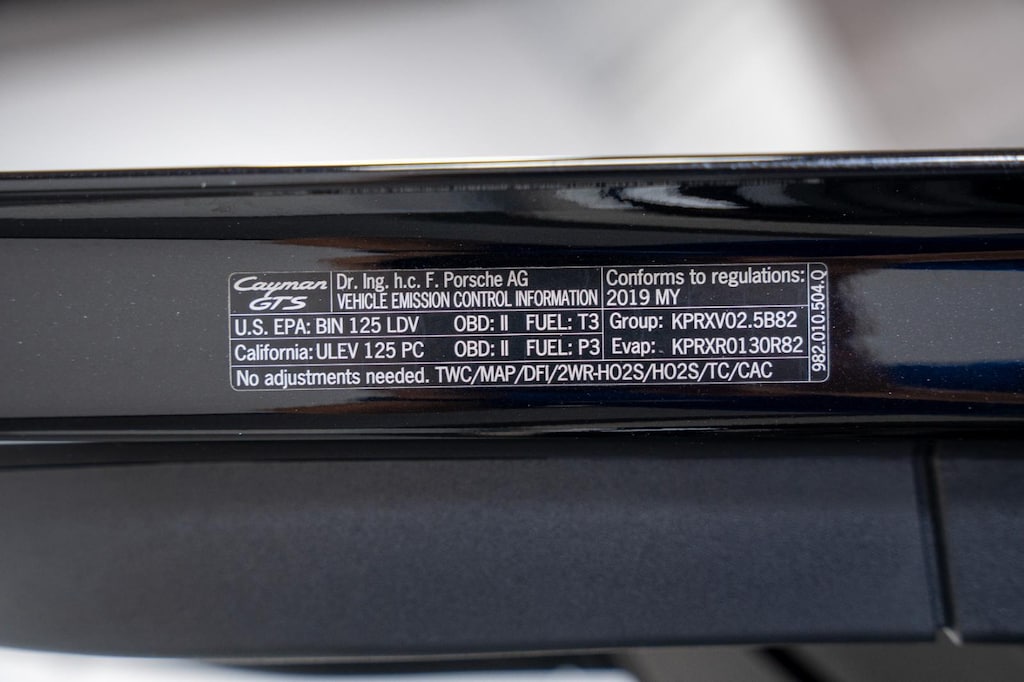 Cayman
GTS
Dr. Ing. h.c. F. Porsche AG
VEHICLE EMISSION CONTROL INFORMATION
Conforms to regulations:
2019 MY
U.S. EPA: BIN 125 LDV OBD: II FUEL: T3
California: ULEV 125 PC OBD: II FUEL: P3
Group: KPRXV02.5B82
Evap: KPRXR0130R82
No adjustments needed. TWC/MAP/DFI/2WR-HO2S/HO2S/TC/CAC
982.010.504.Q